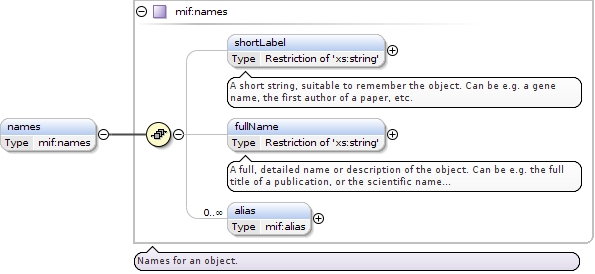 mif:names
shortLabel
Type Restriction of 'xs:string'
A short string, suitable to remember the object. Can be e.g. a gene
name, the first author of a paper, etc.
names
Type mif:names
fullName
Type Restriction of 'xs:string'
A full, detailed name or description of the object. Can be e.g. the full
title of a publication, or the scientific name...
0..∞
alias
Type mif:alias
Names for an object.